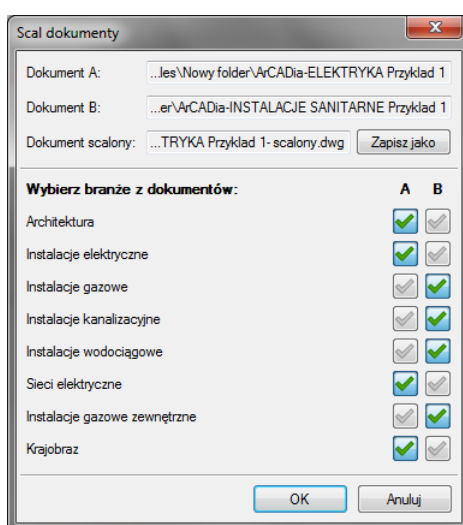 Scal dokumenty
Dokument A: ...les\Nowy folder\ArCADia-ELEKTRYKA Przyklad 1
Dokument B: ...er\ArCADia-INSTALACJE SANITARNE Przyklad 1
Dokument scalony: ...TRYKA Przyklad 1- scalony.dwg Zapisz jako
Wybierz branże z dokumentów: A B
Architektura
Instalacje elektryczne
Instalacje gazowe
Instalacje kanalizacyjne
Instalacje wodociągowe
Sieci elektryczne
Instalacje gazowe zewnętrzne
Krajobraz
OK Anuluj